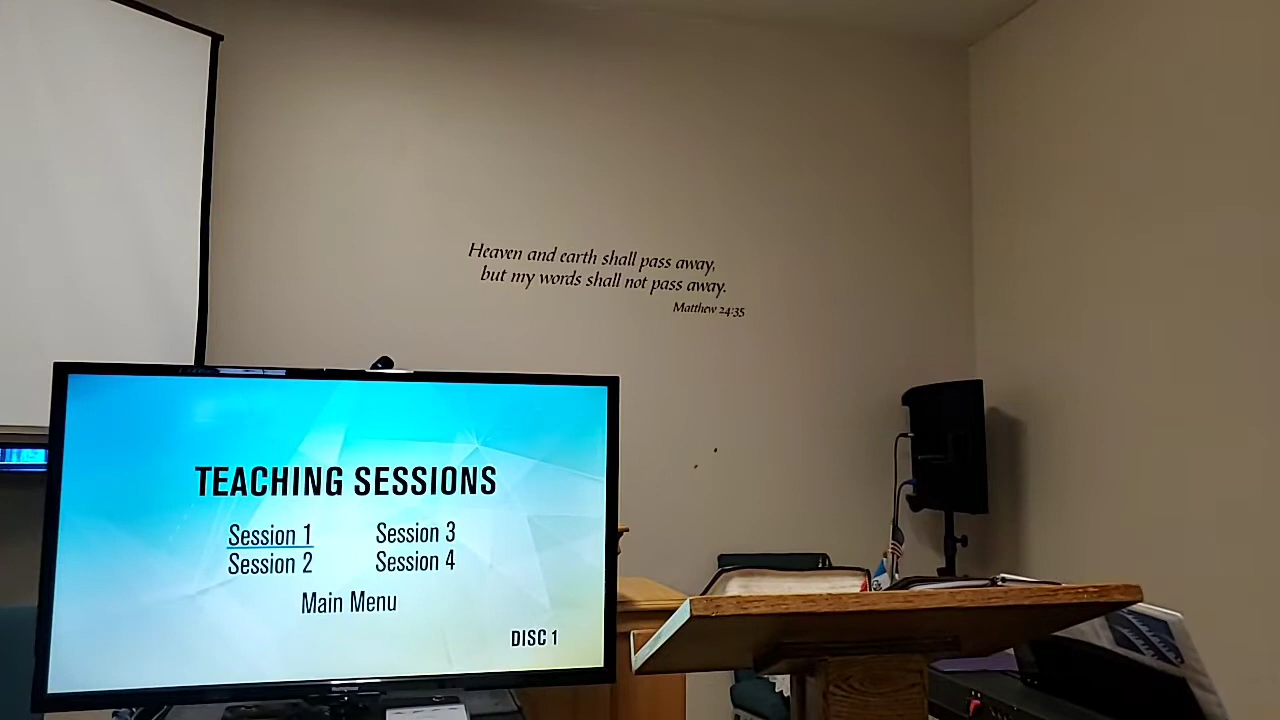 Heaven and earth shall pass away,
but my words shall not pass away.
Matthew 24:35
TEACHING SESSIONS
Session 1
Session 3
Session 2
Session 4
Main Menu
DISC 1